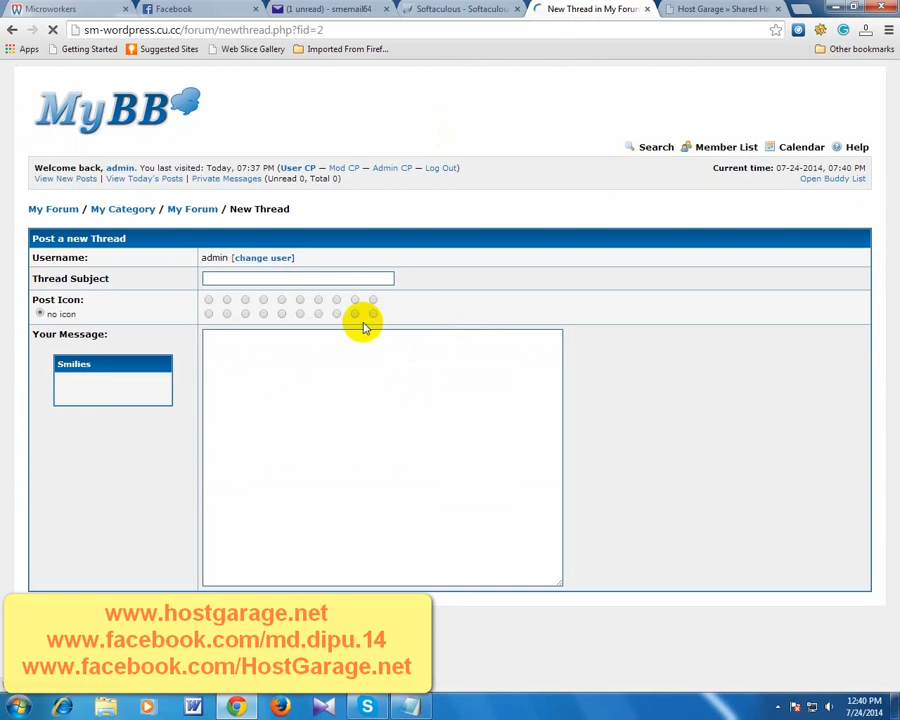 Microworkers
Facebook
(1 unread) - smemail64
Softaculous - Softaculous
New Thread in My Forum
Host Garage » Shared Ho
sm-wordpress.cu.cc/forum/newthread.php?fid=2
Apps
Getting Started
Suggested Sites
Web Slice Gallery
Imported From Firef...
Other bookmarks
MyBB
Search
Member List
Calendar
Help
Welcome back, admin. You last visited: Today, 07:37 PM (User CP — Mod CP — Admin CP — Log Out)
Current time: 07-24-2014, 07:40 PM
View New Posts | View Today's Posts | Private Messages (Unread 0, Total 0)
Open Buddy List
My Forum / My Category / My Forum / New Thread
Post a new Thread
Username:
admin [change user]
Thread Subject
Post Icon:
no icon
Your Message:
Smilies
www.hostgarage.net
www.facebook.com/md.dipu.14
www.facebook.com/HostGarage.net
12:40 PM
7/24/2014